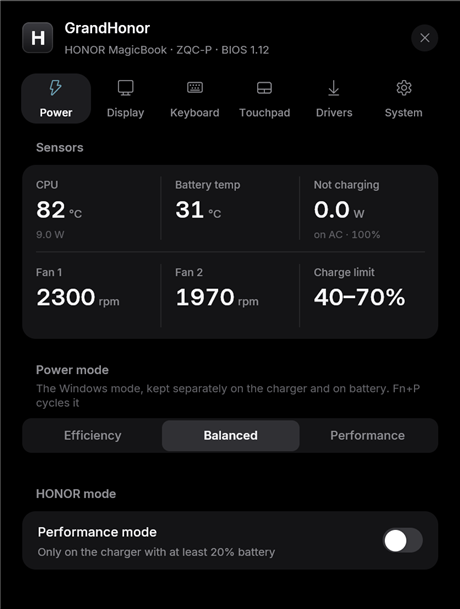 H
GrandHonor
HONOR MagicBook · ZQC-P · BIOS 1.12
Power
Display
Keyboard
Touchpad
Drivers
System
Sensors
CPU
82 °C
9.0 W
Battery temp
31 °C
Not charging
0.0 W
on AC · 100%
Fan 1
2300 rpm
Fan 2
1970 rpm
Charge limit
40–70%
Power mode
The Windows mode, kept separately on the charger and on battery. Fn+P
cycles it
Efficiency
Balanced
Performance
HONOR mode
Performance mode
Only on the charger with at least 20% battery